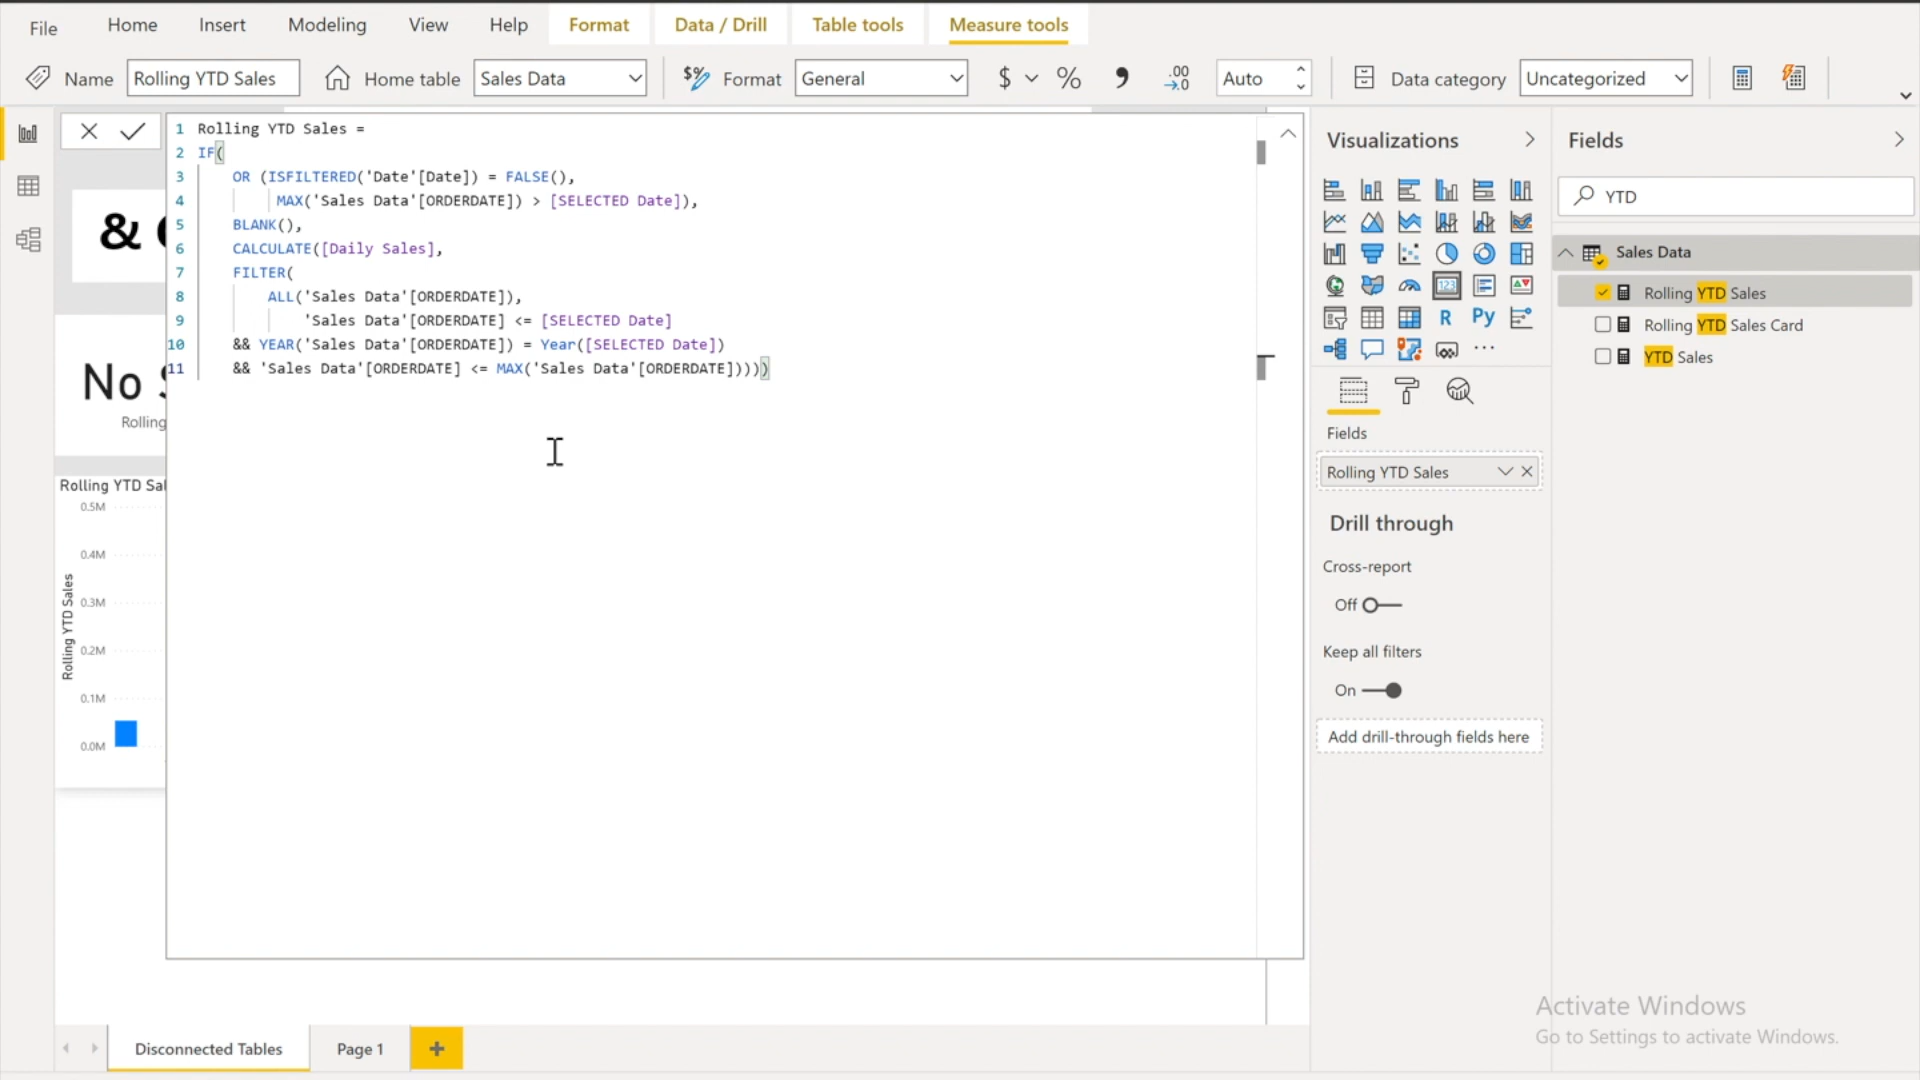 File Home Insert Modeling View Help Format Data / Drill Table tools Measure tools
Name Rolling YTD Sales Home table Sales Data Format General $ % , .00 →.0 Auto Data category Uncategorized
1 Rolling YTD Sales =
2 IF(
3 OR (ISFILTERED('Date'[Date]) = FALSE(),
4 MAX('Sales Data'[ORDERDATE]) > [SELECTED Date]),
5 BLANK(),
6 CALCULATE([Daily Sales],
7 FILTER(
8 ALL('Sales Data'[ORDERDATE]),
9 'Sales Data'[ORDERDATE] <= [SELECTED Date]
10 && YEAR('Sales Data'[ORDERDATE]) = Year([SELECTED Date])
11 && 'Sales Data'[ORDERDATE] <= MAX('Sales Data'[ORDERDATE]))))
&
No
Rolling
Rolling YTD Sal
0.5M
0.4M
0.3M
0.2M
0.1M
0.0M
Rolling YTD Sales
Visualizations
123
R Py
...
Fields
Rolling YTD Sales
Drill through
Cross-report
Off
Keep all filters
On
Add drill-through fields here
Fields
YTD
Sales Data
Rolling YTD Sales
Rolling YTD Sales Card
YTD Sales
Activate Windows
Go to Settings to activate Windows.
Disconnected Tables Page 1 +